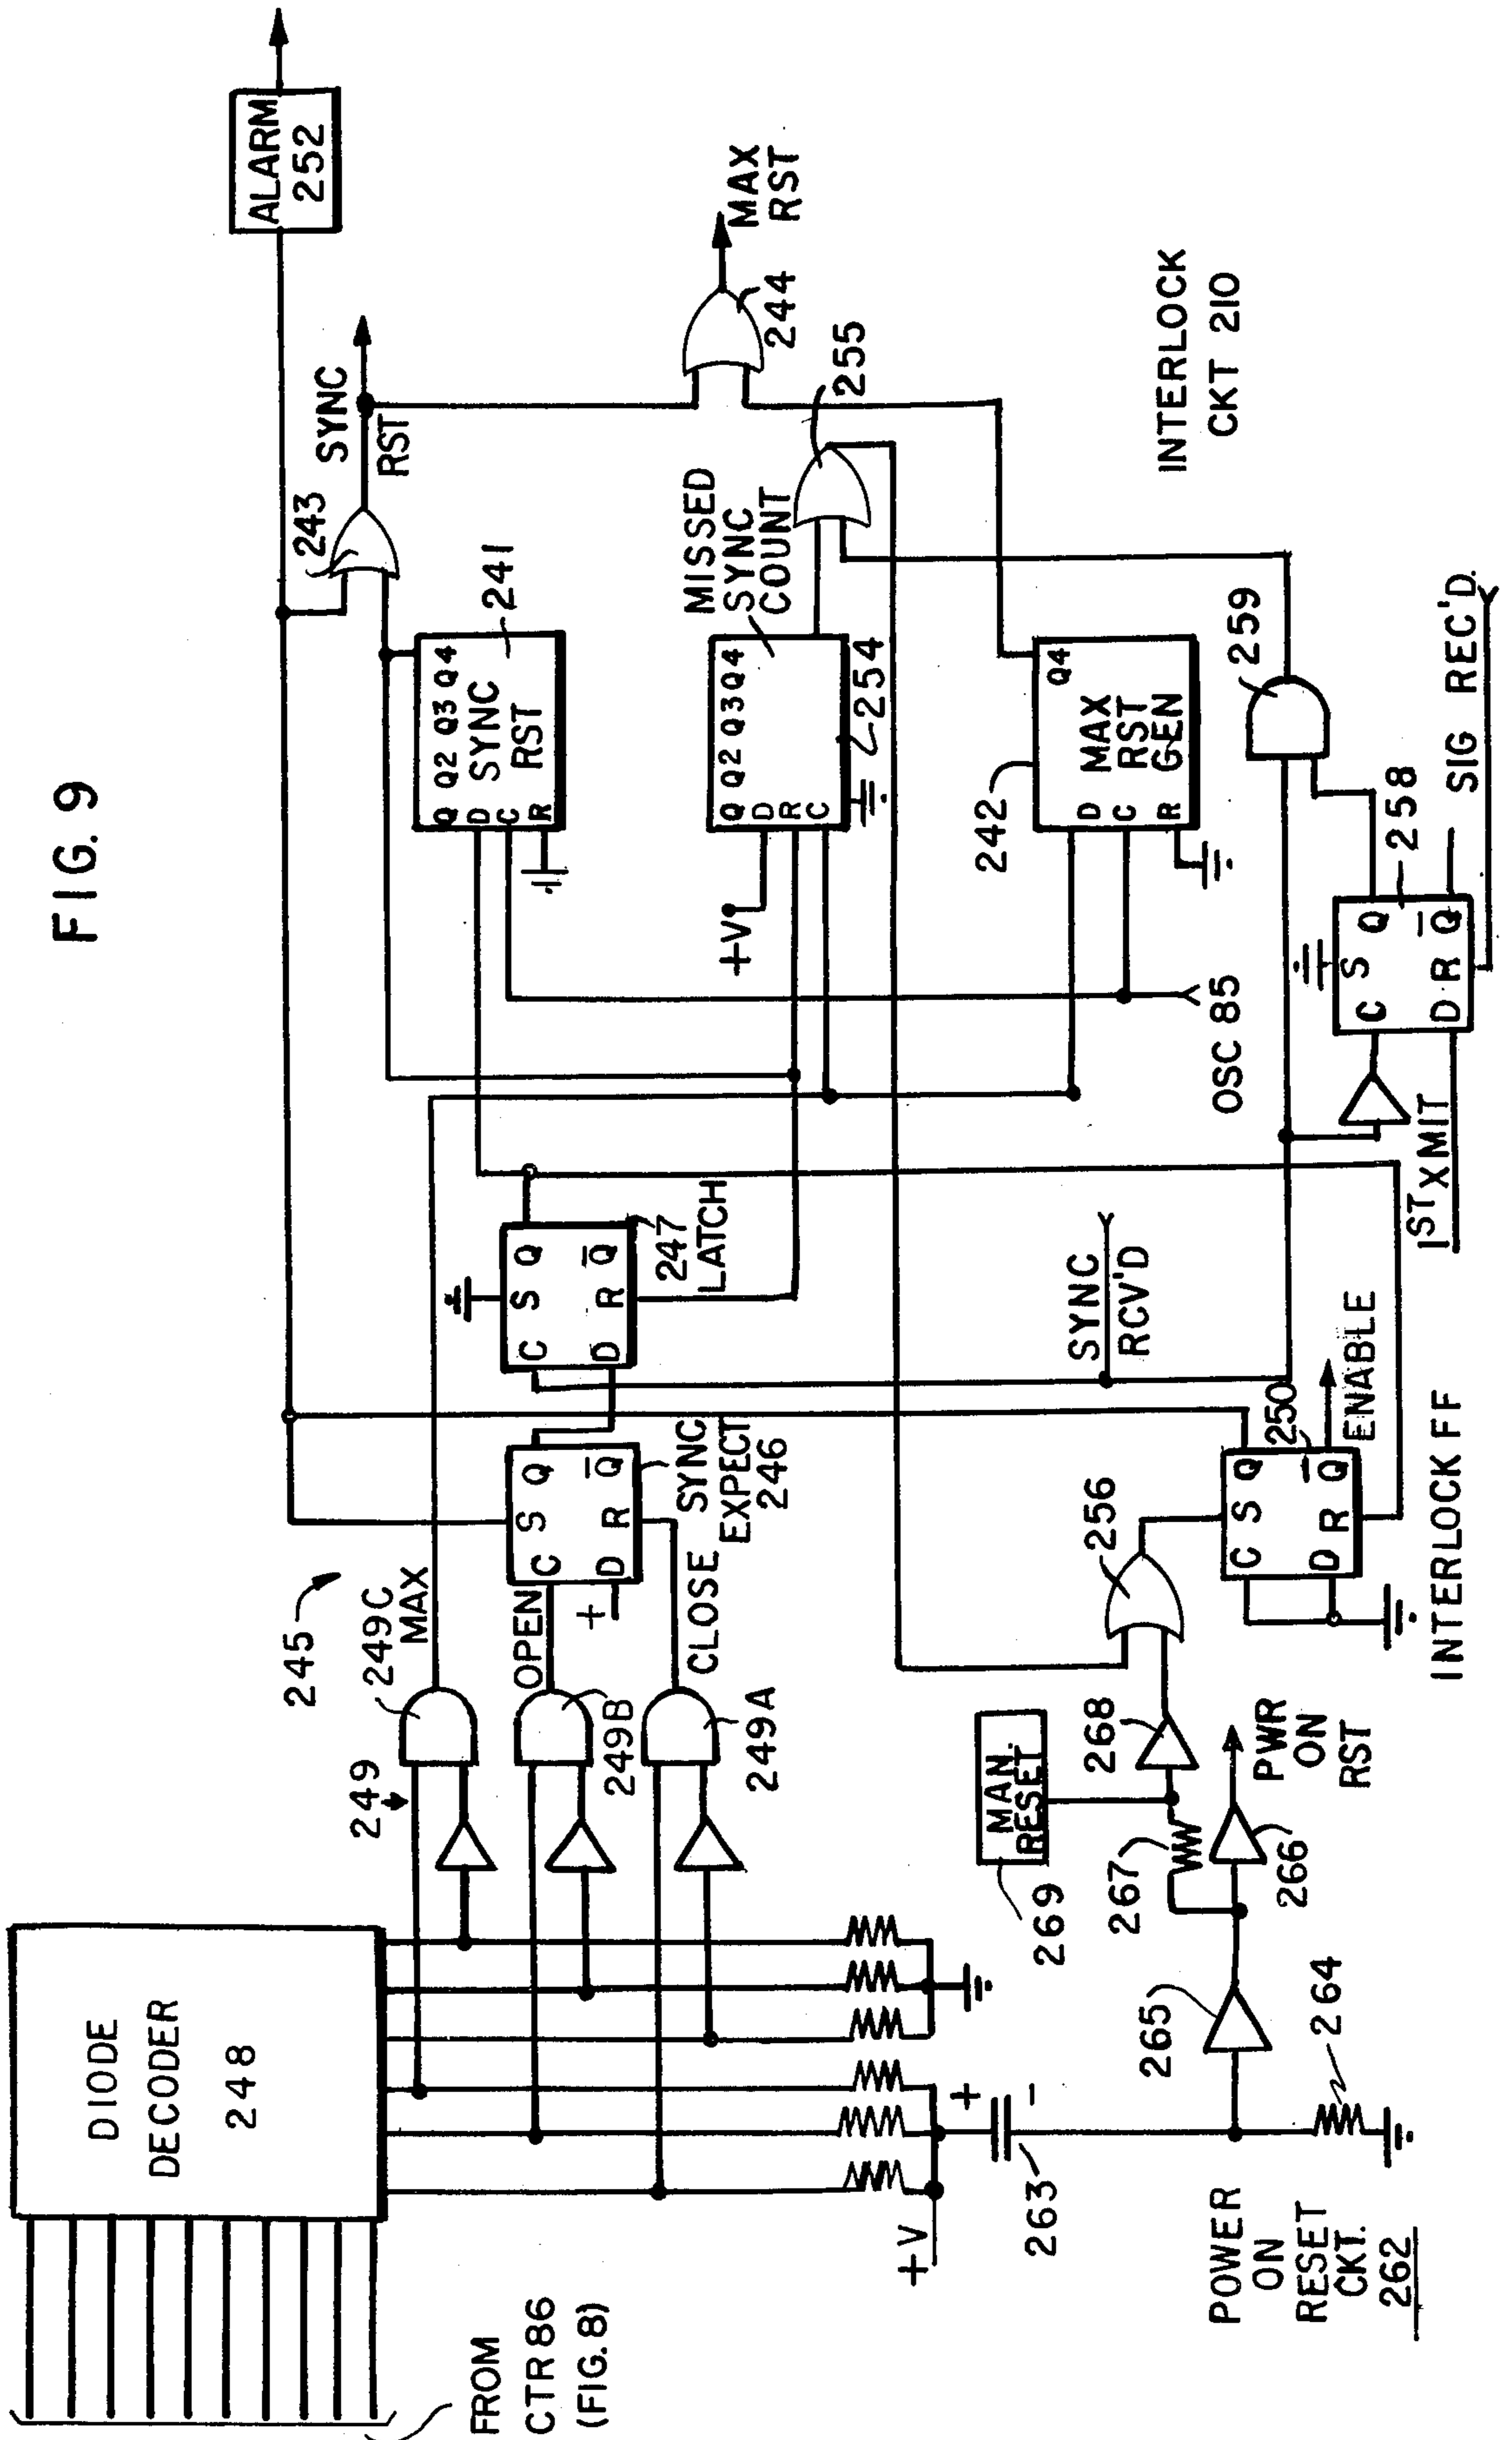 FIG. 9
ALARM
252
243
SYNC
RST
Q Q2 Q3 Q4
D SYNC
C RST
R
241
MAX
RST
244
255
MISSED
SYNC
COUNT
Q Q2 Q3 Q4
D
R
C
254
+V
242
Q4
D MAX
C RST
R GEN
OSC 85
INTERLOCK
CKT 210
259
258
S
C Q
D R Q
SIG REC'D.
1ST XMIT
C S Q
D R Q
247
LATCH
SYNC
RCV'D
245
249C
MAX
249
OPEN
249B
CLOSE
249A
C S Q
D R Q
+
SYNC
EXPECT
246
256
C S Q
D R Q
250
ENABLE
INTERLOCK FF
DIODE
DECODER
248
FROM
CTR 86
(FIG. 8)
+V
+
-
263
264
265
266
267
268
269
MAN.
RESET
PWR
ON
RST
POWER
ON
RESET
CKT.
262